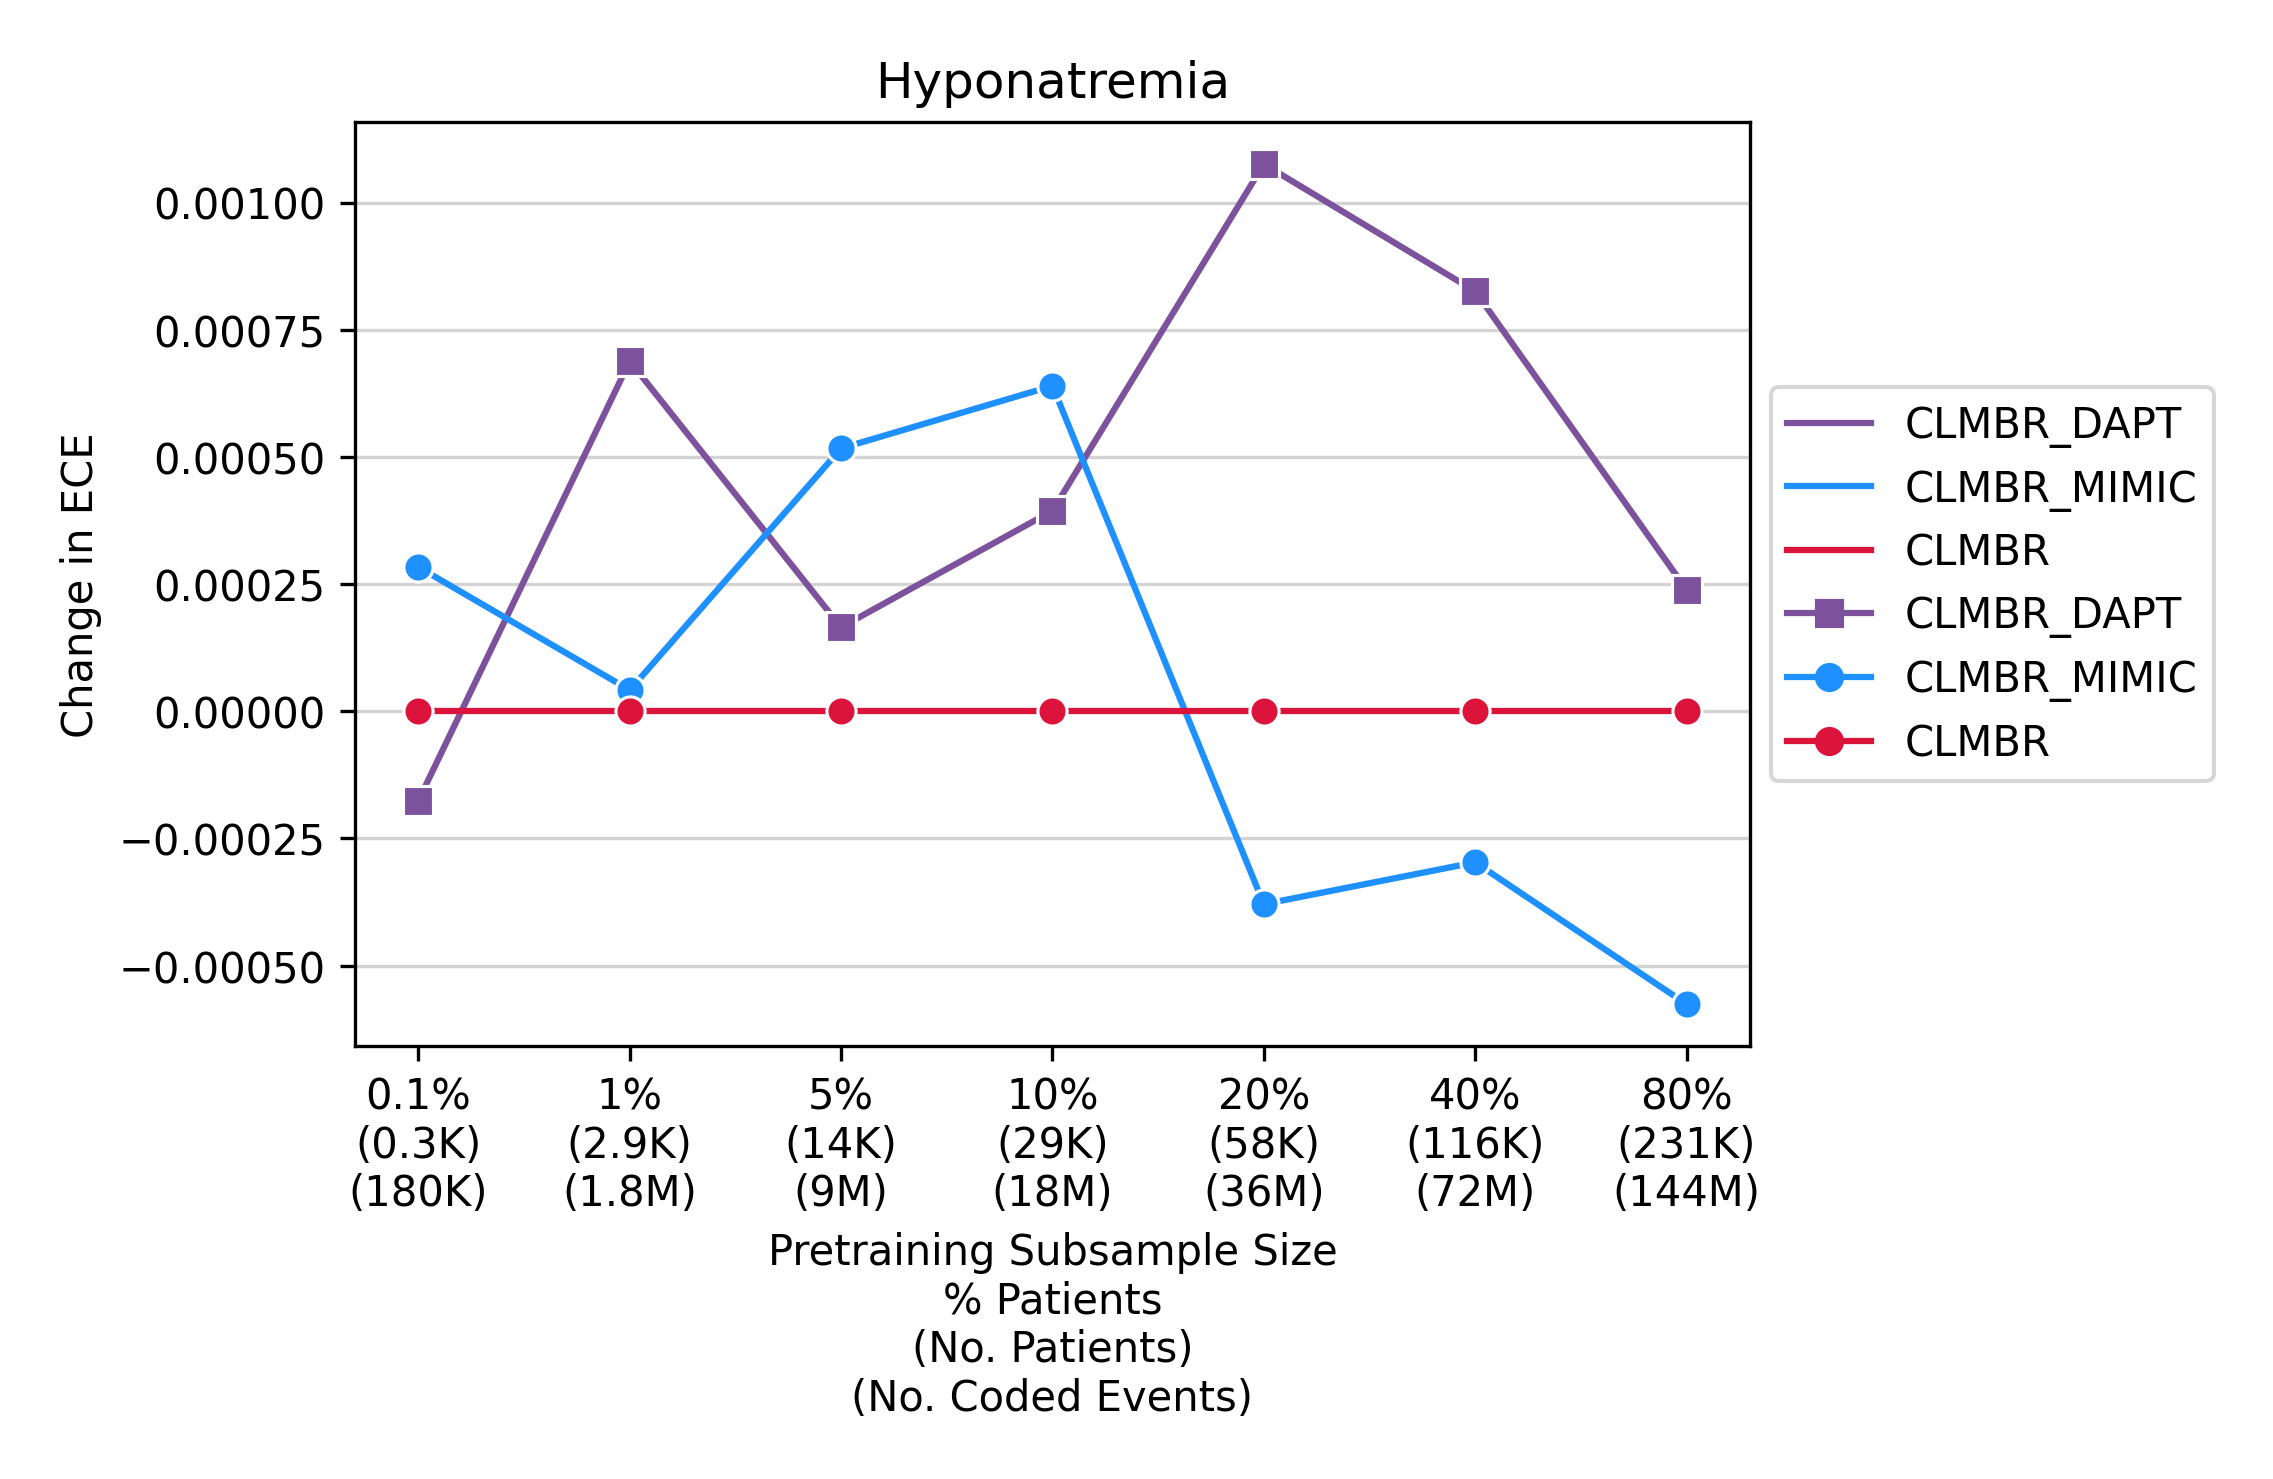 Hyponatremia
Change in ECE
0.00100
0.00075
0.00050
0.00025
0.00000
−0.00025
−0.00050
0.1% 1% 5% 10% 20% 40% 80%
(0.3K) (2.9K) (14K) (29K) (58K) (116K) (231K)
(180K) (1.8M) (9M) (18M) (36M) (72M) (144M)
Pretraining Subsample Size
% Patients
(No. Patients)
(No. Coded Events)
CLMBR_DAPT
CLMBR_MIMIC
CLMBR
CLMBR_DAPT
CLMBR_MIMIC
CLMBR